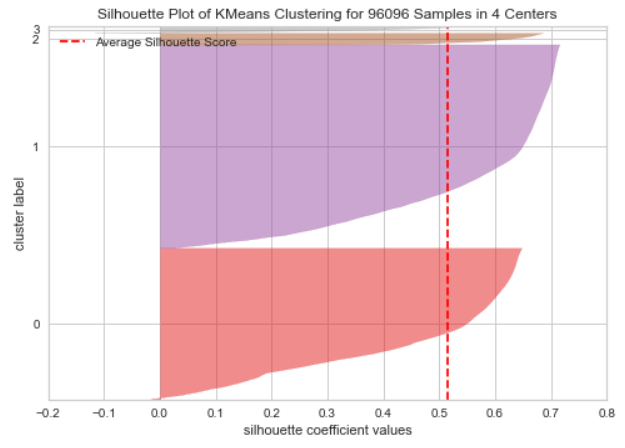 Silhouette Plot of KMeans Clustering for 96096 Samples in 4 Centers
3
2
1
0
cluster label
Average Silhouette Score
-0.2 -0.1 0.0 0.1 0.2 0.3 0.4 0.5 0.6 0.7 0.8
silhouette coefficient values